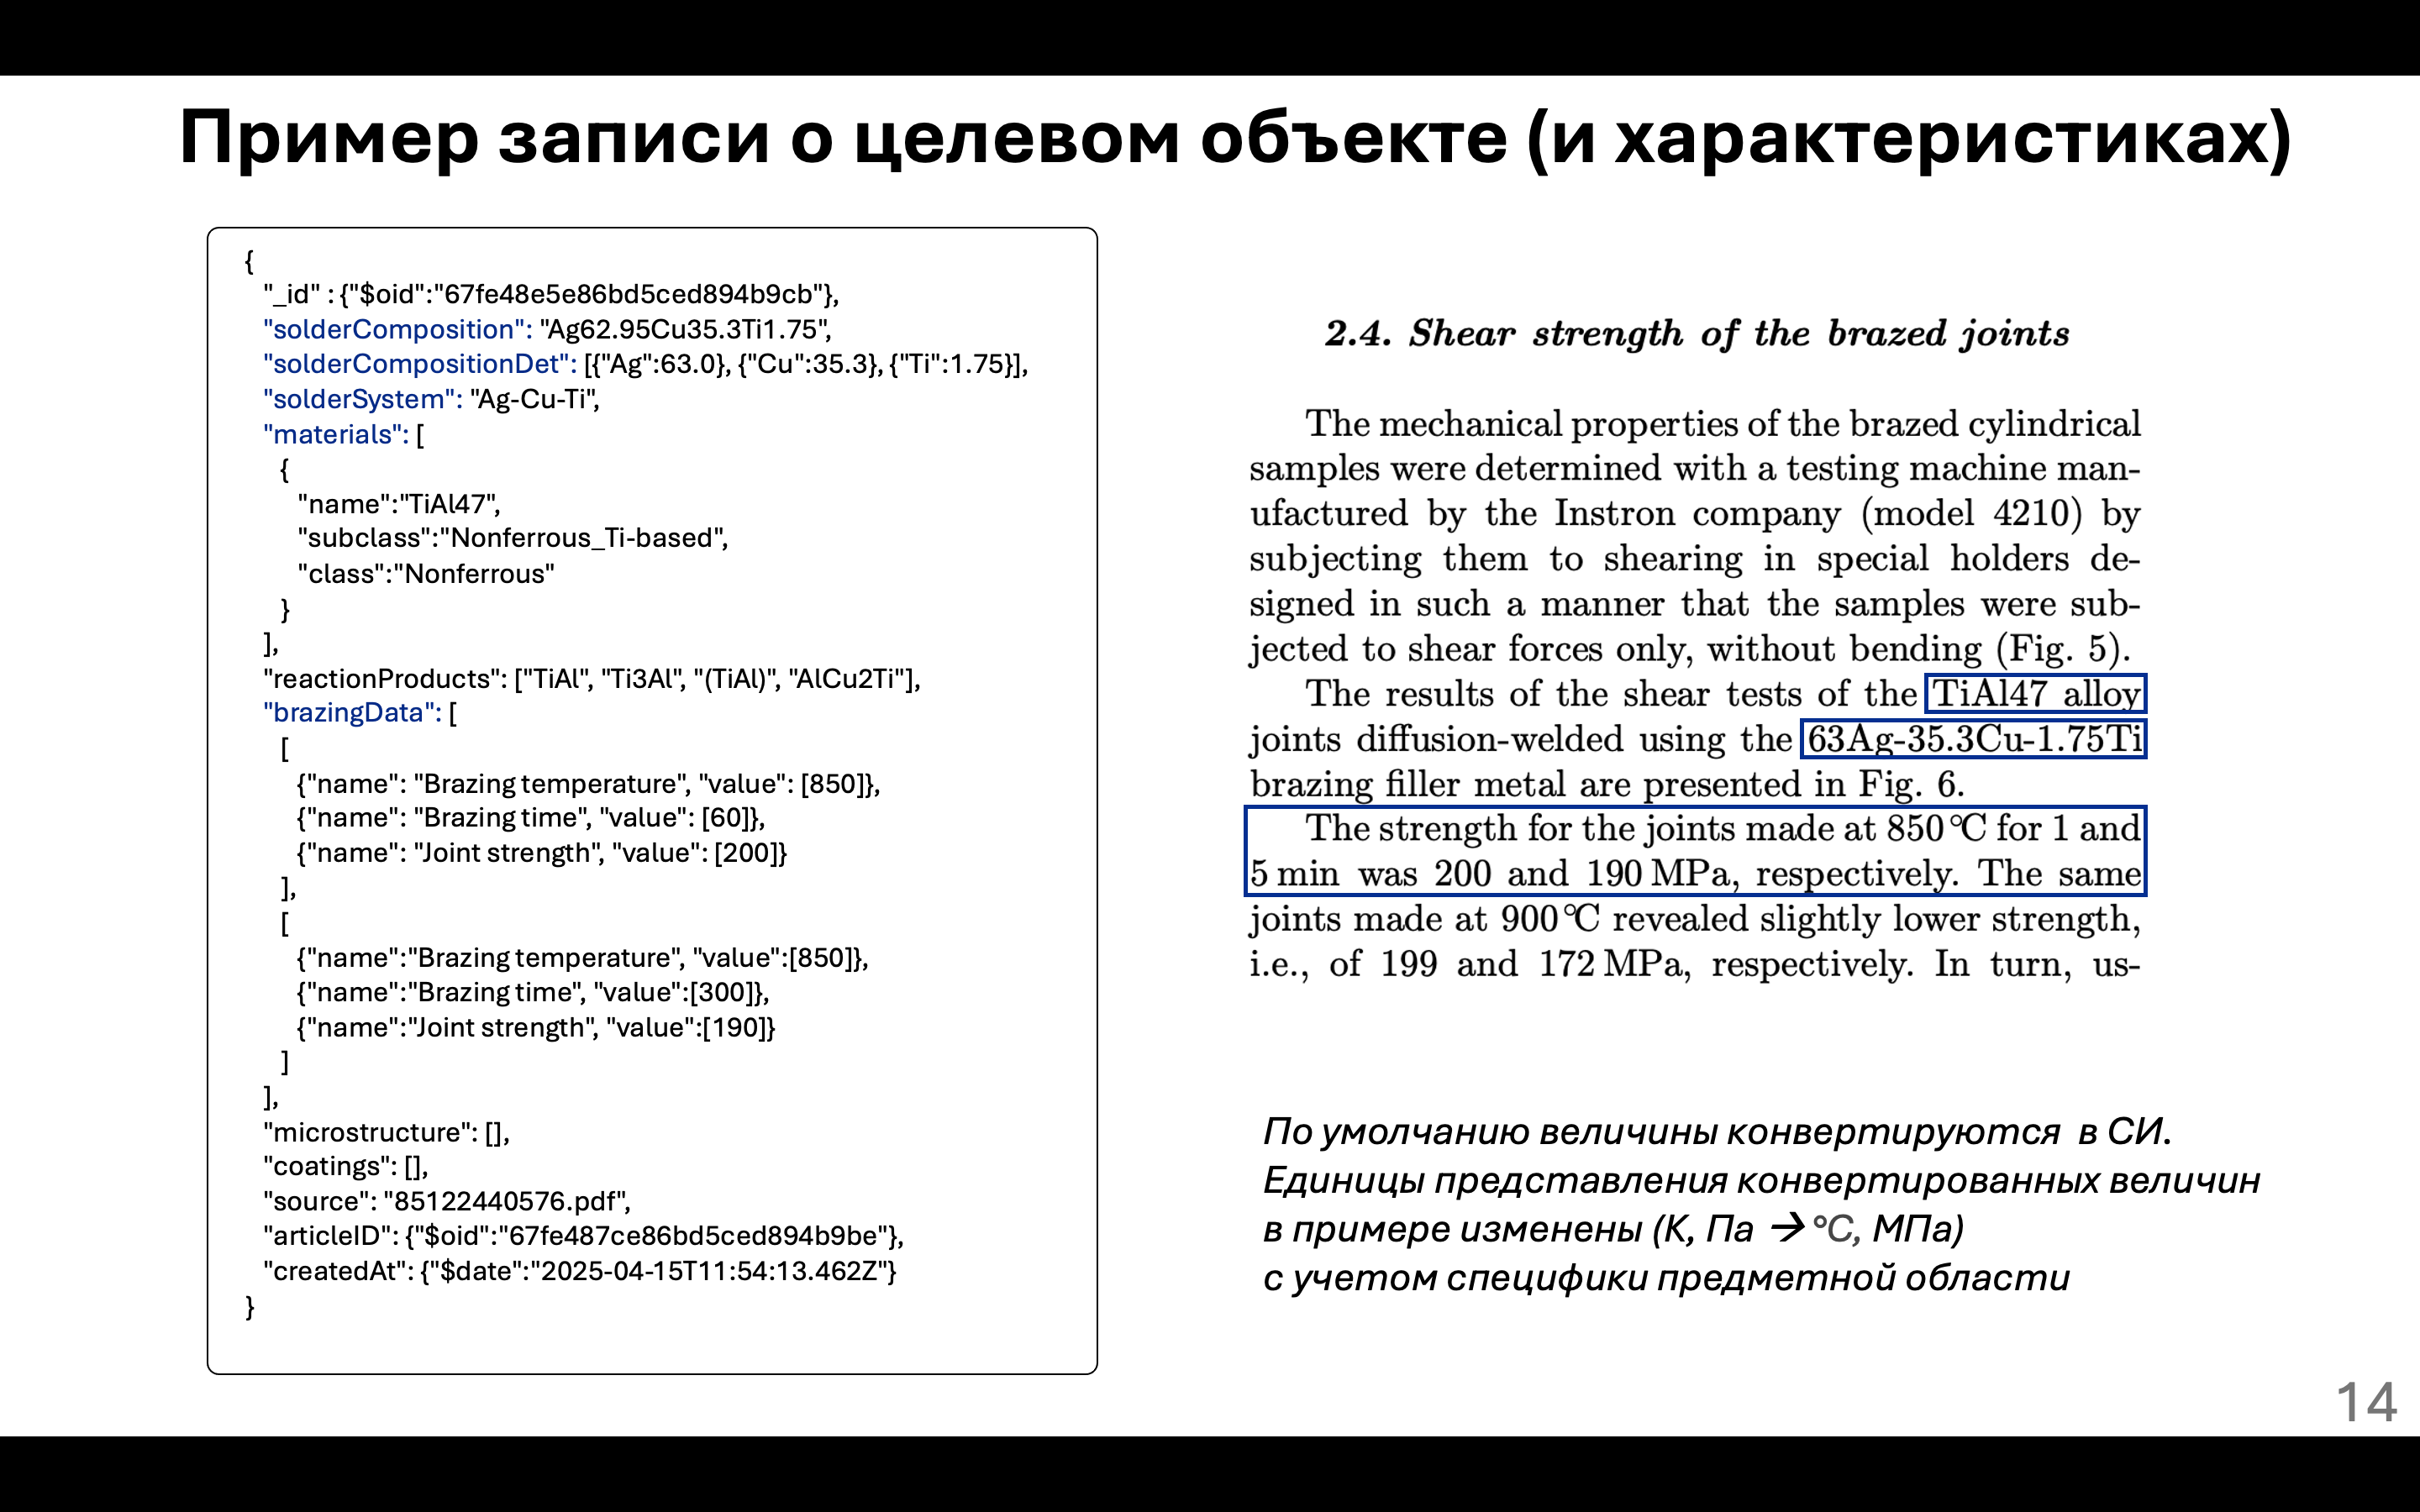 Пример записи о целевом объекте (и характеристиках)
{
"_id" : {"$oid":"67fe48e5e86bd5ced894b9cb"},
"solderComposition": "Ag62.95Cu35.3Ti1.75",
"solderCompositionDet": [{"Ag":63.0}, {"Cu":35.3}, {"Ti":1.75}],
"solderSystem": "Ag-Cu-Ti",
"materials": [
{
"name":"TiAl47",
"subclass":"Nonferrous_Ti-based",
"class":"Nonferrous"
}
],
"reactionProducts": ["TiAl", "Ti3Al", "(TiAl)", "AlCu2Ti"],
"brazingData": [
[
{"name": "Brazing temperature", "value": [850]},
{"name": "Brazing time", "value": [60]},
{"name": "Joint strength", "value": [200]}
],
[
{"name":"Brazing temperature", "value":[850]},
{"name":"Brazing time", "value":[300]},
{"name":"Joint strength", "value":[190]}
]
],
"microstructure": [],
"coatings": [],
"source": "85122440576.pdf",
"articleID": {"$oid":"67fe487ce86bd5ced894b9be"},
"createdAt": {"$date":"2025-04-15T11:54:13.462Z"}
}
2.4. Shear strength of the brazed joints
The mechanical properties of the brazed cylindrical
samples were determined with a testing machine man-
ufactured by the Instron company (model 4210) by
subjecting them to shearing in special holders de-
signed in such a manner that the samples were sub-
jected to shear forces only, without bending (Fig. 5).
The results of the shear tests of the TiAl47 alloy
joints diffusion-welded using the 63Ag-35.3Cu-1.75Ti
brazing filler metal are presented in Fig. 6.
The strength for the joints made at 850 °C for 1 and
5 min was 200 and 190 MPa, respectively. The same
joints made at 900 °C revealed slightly lower strength,
i.e., of 199 and 172 MPa, respectively. In turn, us-
По умолчанию величины конвертируются в СИ.
Единицы представления конвертированных величин
в примере изменены (К, Па → °C, МПа)
с учетом специфики предметной области
14